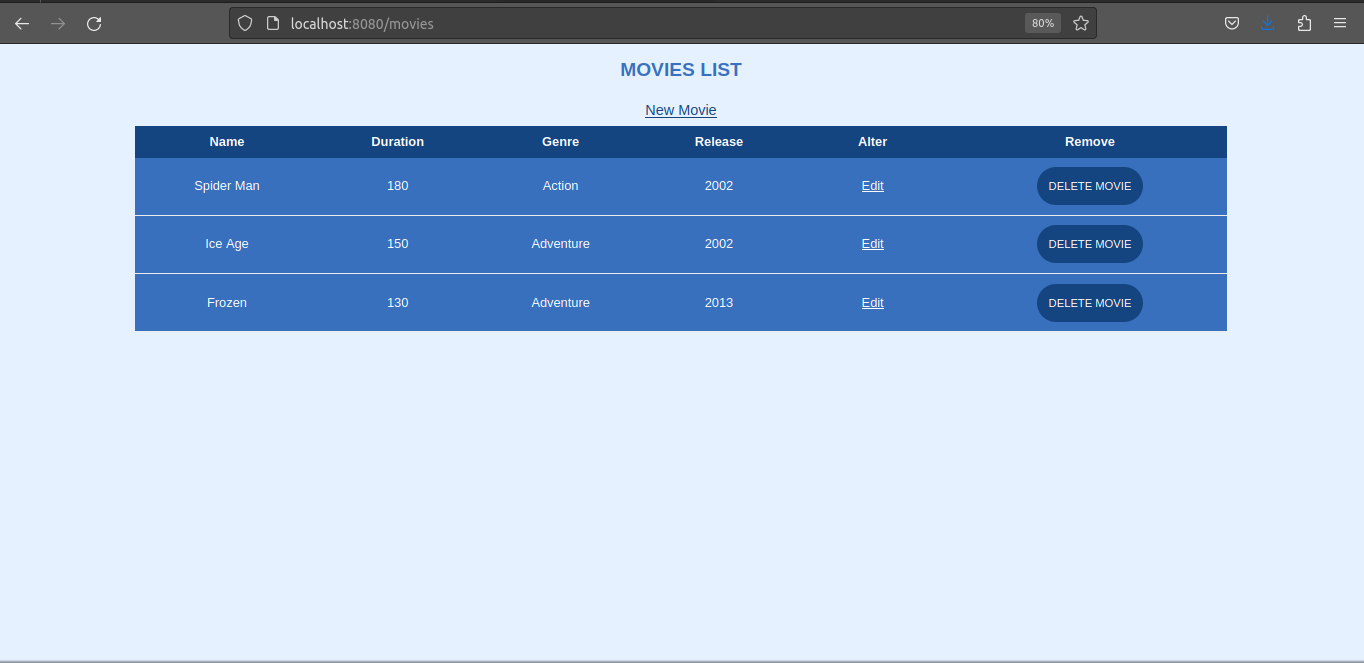 localhost:8080/movies 80%
MOVIES LIST
New Movie
Name Duration Genre Release Alter Remove
Spider Man 180 Action 2002 Edit DELETE MOVIE
Ice Age 150 Adventure 2002 Edit DELETE MOVIE
Frozen 130 Adventure 2013 Edit DELETE MOVIE